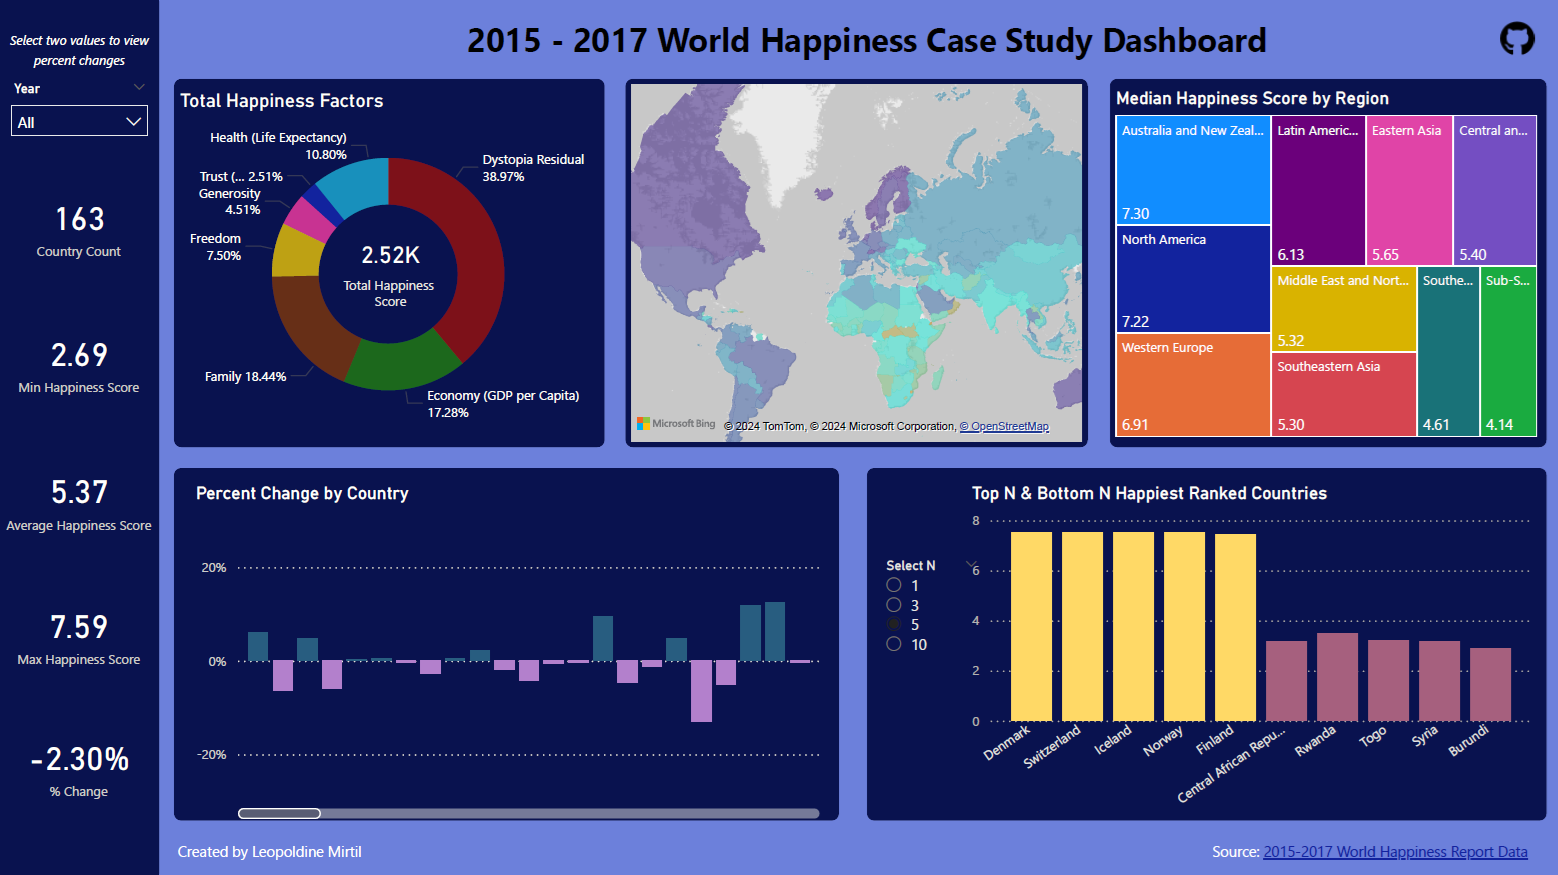 Select two values to view
percent changes
Year
All
163
Country Count
2.69
Min Happiness Score
5.37
Average Happiness Score
7.59
Max Happiness Score
-2.30%
% Change
2015 - 2017 World Happiness Case Study Dashboard
Total Happiness Factors
Health (Life Expectancy)
10.80%
Trust (... 2.51%
Generosity
4.51%
Freedom
7.50%
Family 18.44%
Economy (GDP per Capita)
17.28%
Dystopia Residual
38.97%
2.52K
Total Happiness
Score
Microsoft Bing
© 2024 TomTom, © 2024 Microsoft Corporation, © OpenStreetMap
Median Happiness Score by Region
Australia and New Zeal...
7.30
North America
7.22
Western Europe
6.91
Latin Americ...
6.13
Eastern Asia
5.65
Central an...
5.40
Middle East and Nort...
5.32
Southeastern Asia
5.30
Southe...
4.61
Sub-S...
4.14
Percent Change by Country
20%
0%
-20%
Top N & Bottom N Happiest Ranked Countries
Select N
1
3
5
10
8
6
4
2
0
Denmark
Switzerland
Iceland
Norway
Finland
Central African Repu...
Rwanda
Togo
Syria
Burundi
Created by Leopoldine Mirtil
Source: 2015-2017 World Happiness Report Data